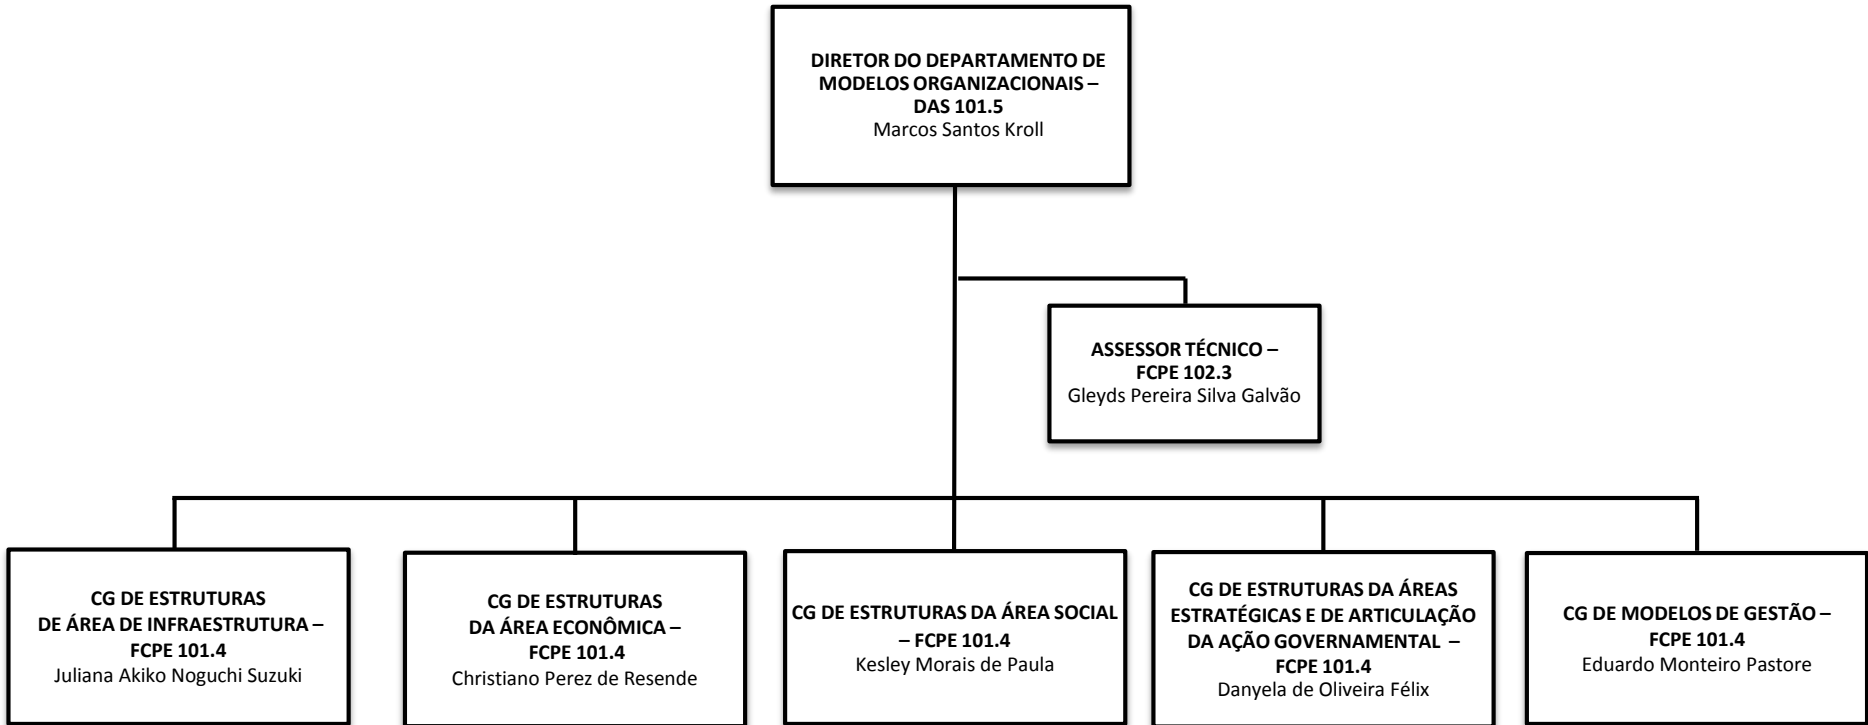 DIRETOR DO DEPARTAMENTO DE
MODELOS ORGANIZACIONAIS –
DAS 101.5
Marcos Santos Kroll
ASSESSOR TÉCNICO –
FCPE 102.3
Gleyds Pereira Silva Galvão
CG DE ESTRUTURAS
DE ÁREA DE INFRAESTRUTURA –
FCPE 101.4
Juliana Akiko Noguchi Suzuki
CG DE ESTRUTURAS
DA ÁREA ECONÔMICA –
FCPE 101.4
Christiano Perez de Resende
CG DE ESTRUTURAS DA ÁREA SOCIAL
– FCPE 101.4
Kesley Morais de Paula
CG DE ESTRUTURAS DA ÁREAS
ESTRATÉGICAS E DE ARTICULAÇÃO
DA AÇÃO GOVERNAMENTAL –
FCPE 101.4
Danyela de Oliveira Félix
CG DE MODELOS DE GESTÃO –
FCPE 101.4
Eduardo Monteiro Pastore